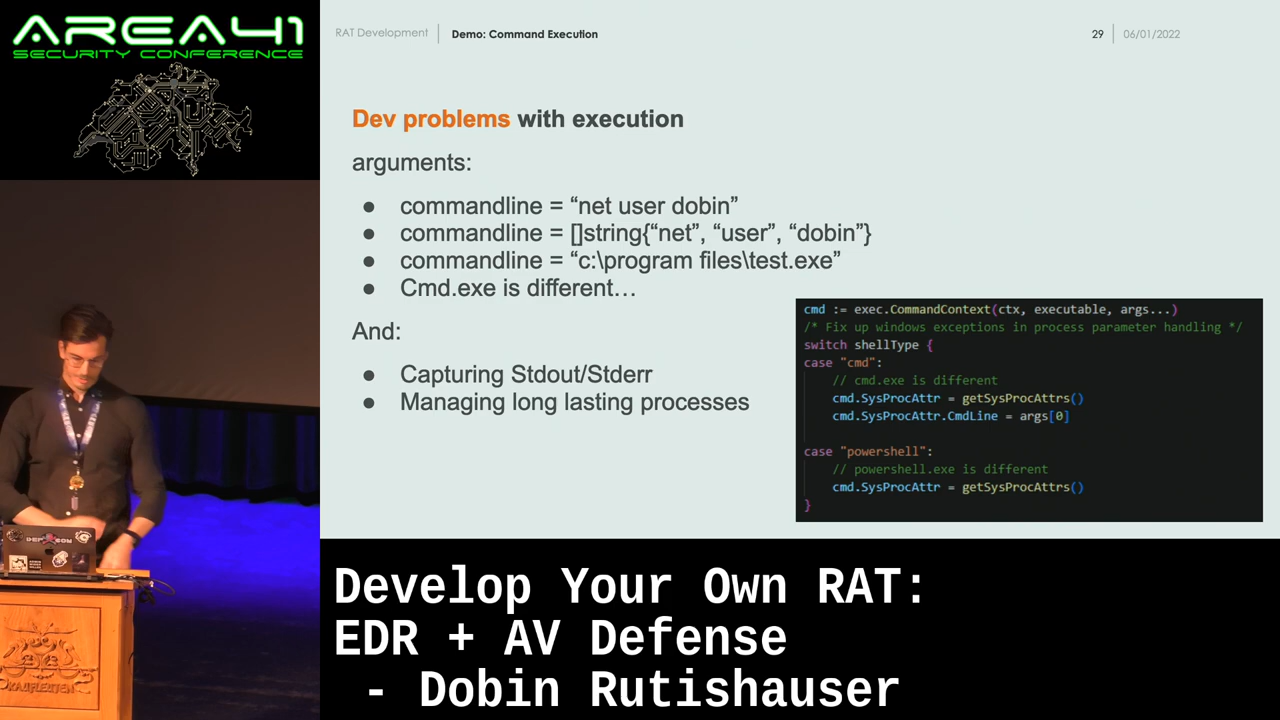 AREA41
SECURITY CONFERENCE
RAT Development
Demo: Command Execution
29
06/01/2022
Dev problems with execution
arguments:
● commandline = “net user dobin”
● commandline = []string{“net”, “user”, “dobin”}
● commandline = “c:\program files\test.exe”
● Cmd.exe is different…
And:
● Capturing Stdout/Stderr
● Managing long lasting processes
cmd := exec.CommandContext(ctx, executable, args...)
/* Fix up windows exceptions in process parameter handling */
switch shellType {
case "cmd":
// cmd.exe is different
cmd.SysProcAttr = getSysProcAttrs()
cmd.SysProcAttr.CmdLine = args[0]
case "powershell":
// powershell.exe is different
cmd.SysProcAttr = getSysProcAttrs()
}
DEF CON
KAUFLEUTEN
Develop Your Own RAT:
EDR + AV Defense
- Dobin Rutishauser